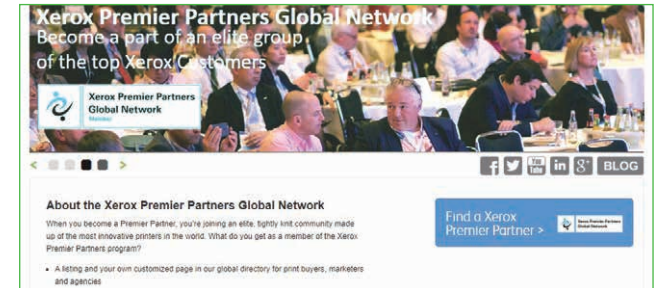 Xerox Premier Partners Global Network
Become a part of an elite group
of the top Xerox Customers
Xerox Premier Partners
Global Network
Member
< >
f You Tube in g+ BLOG
About the Xerox Premier Partners Global Network
When you become a Premier Partner, you're joining an elite, tightly knit community made
up of the most innovative printers in the world. What do you get as a member of the Xerox
Premier Partners program?
• A listing and your own customized page in our global directory for print buyers, marketers
and agencies
Find a Xerox
Premier Partner >
Xerox Premier Partners
Global Network